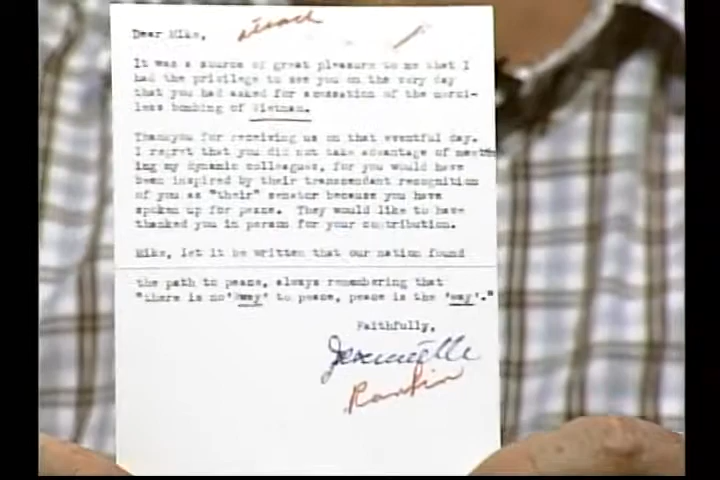 Dear Mike,
It was a source of great pleasure to me that I
had the privilege to see you on the very day
that you had asked for cessation of the merci-
less bombing of Vietnam.
Thankyou for receiving us on that eventful day.
I regret that you did not take advantage of meet
ing my dynamic colleagues, for you would have
been inspired by their transcendent recognition
of you as "their" senator because you have
spoken up for peace. They would like to have
thanked you in person for your contribution.
Mike, let it be written that our nation found
the path to peace, always remembering that
"there is no 'way' to peace, peace is the 'way'."
Faithfully,
Jeannette
Rankin